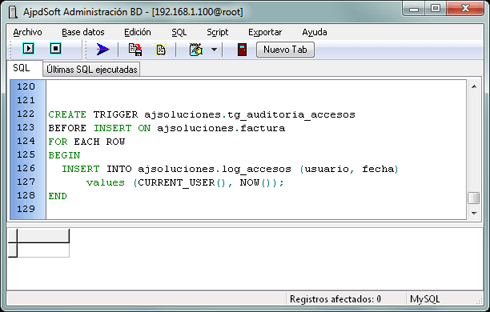 AjpdSoft Administración BD - [192.168.1.100@root]
Archivo Base datos Edición SQL Script Exportar Ayuda
Nuevo Tab
SQL Últimas SQL ejecutadas
120
121
122 CREATE TRIGGER ajsoluciones.tg_auditoria_accesos
123 BEFORE INSERT ON ajsoluciones.factura
124 FOR EACH ROW
125 BEGIN
126 INSERT INTO ajsoluciones.log_accesos (usuario, fecha)
127 values (CURRENT_USER(), NOW());
128 END
129
Registros afectados: 0 MySQL